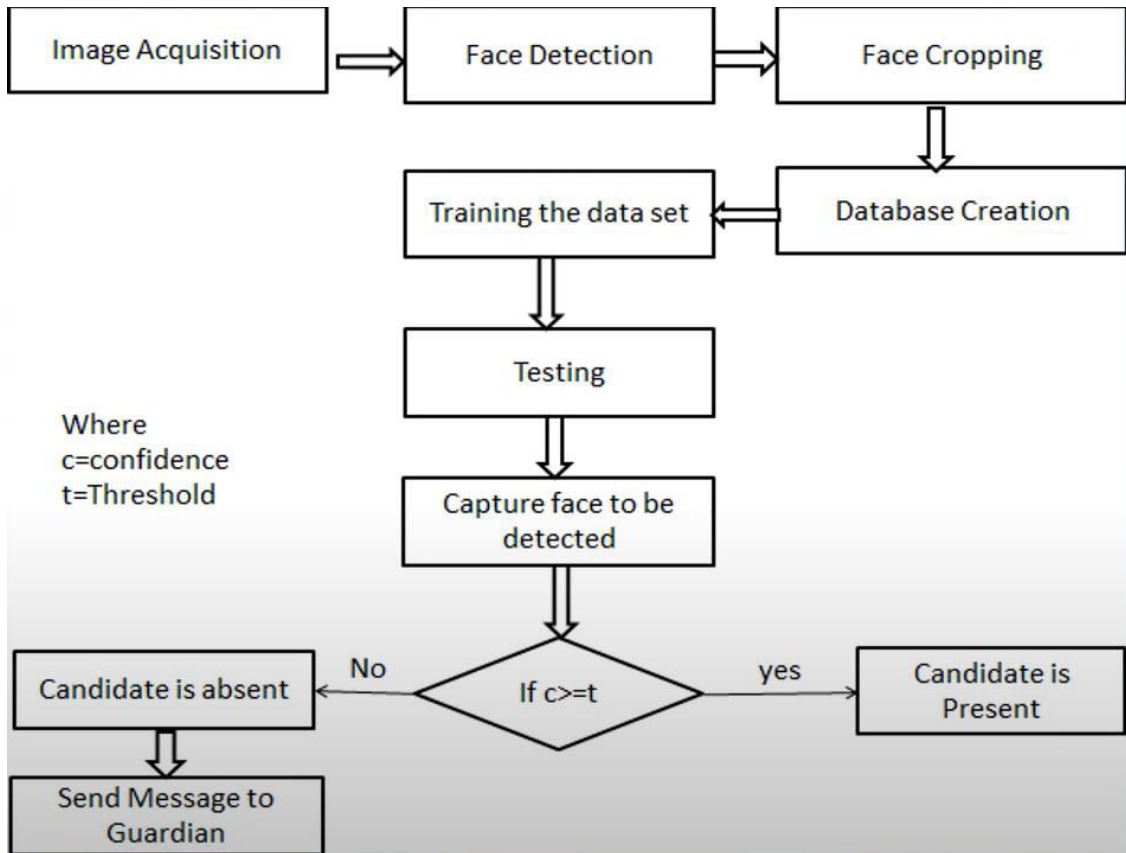 Image Acquisition
Face Detection
Face Cropping
Training the data set
Database Creation
Testing
Where
c=confidence
t=Threshold
Capture face to be
detected
No
yes
Candidate is absent
If c>=t
Candidate is
Present
Send Message to
Guardian